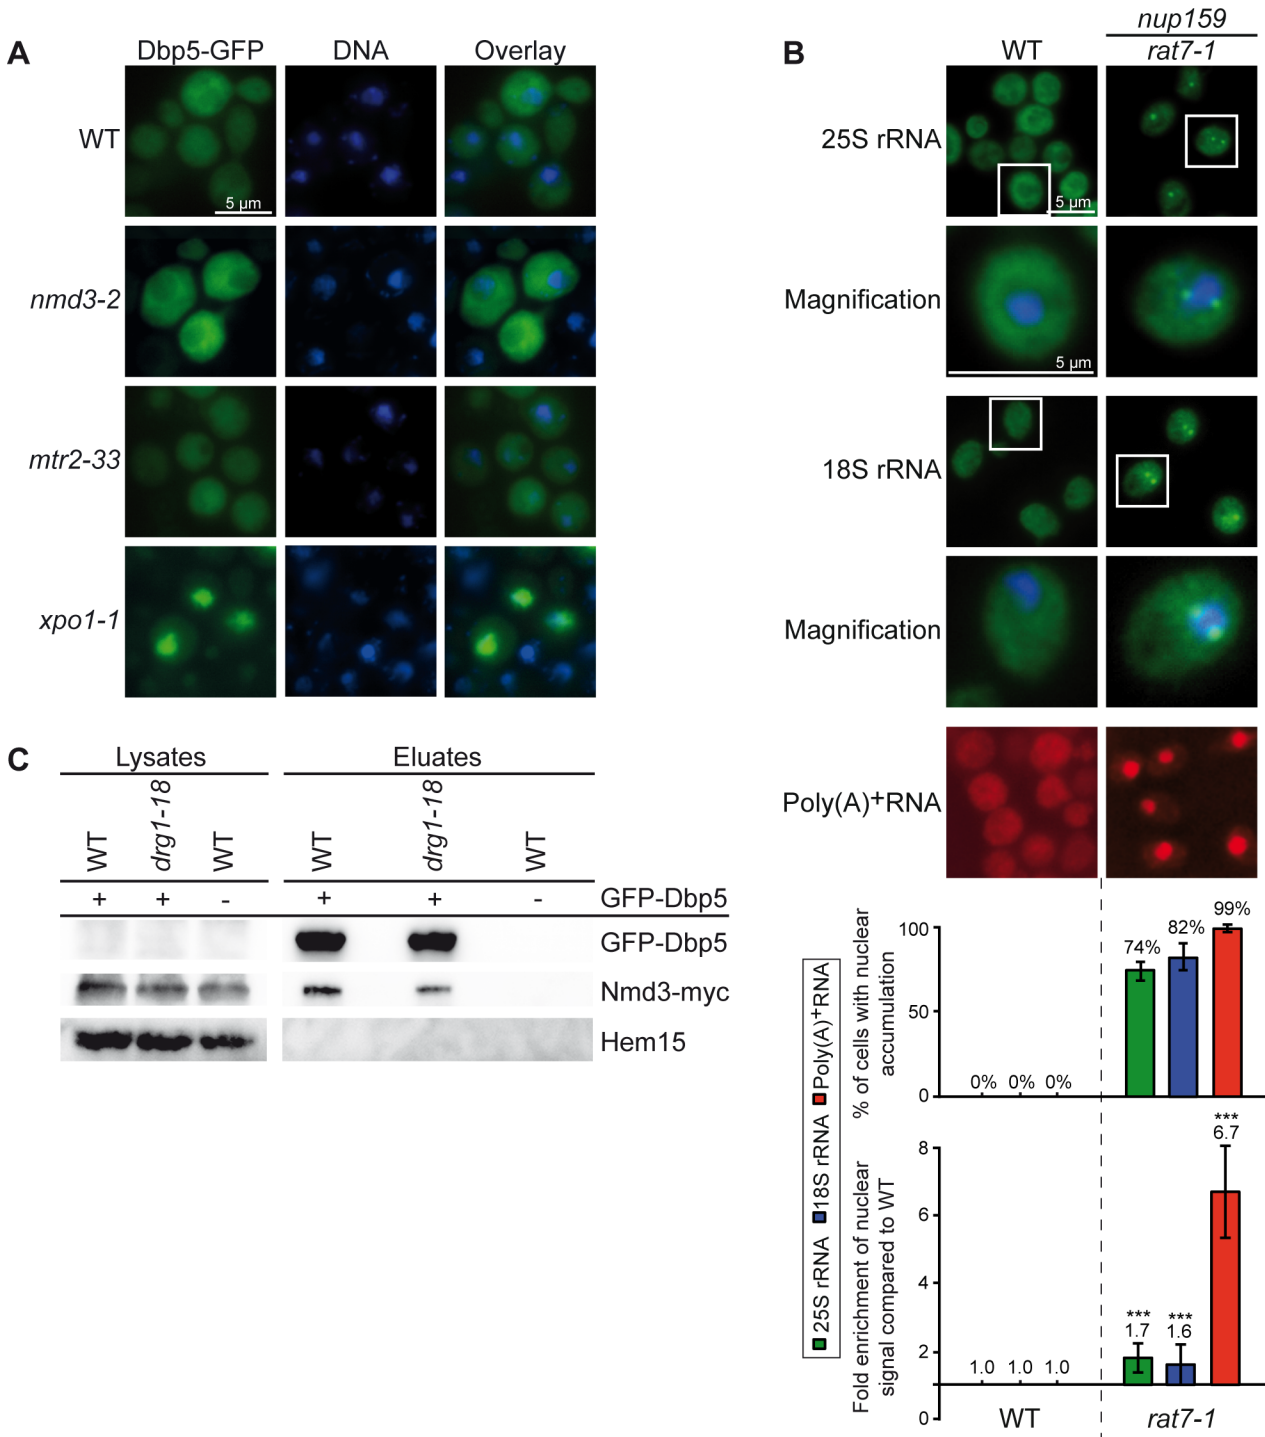 A
Dbp5-GFP DNA Overlay
WT
5 µm
nmd3-2
mtr2-33
xpo1-1
B
nup159
WT rat7-1
25S rRNA
5 µm
Magnification
5 µm
18S rRNA
Magnification
Poly(A)+RNA
% of cells with nuclear
accumulation
100
50
0
0% 0% 0%
74% 82% 99%
25S rRNA 18S rRNA Poly(A)+RNA
Fold enrichment of nuclear
signal compared to WT
8
6
4
2
0
1.0 1.0 1.0
*** *** ***
1.7 1.6 6.7
WT rat7-1
C
Lysates Eluates
WT drg1-18 WT WT drg1-18 WT
+ + - + + - GFP-Dbp5
GFP-Dbp5
Nmd3-myc
Hem15